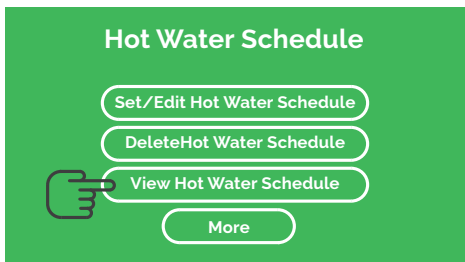 Hot Water Schedule
Set/Edit Hot Water Schedule
DeleteHot Water Schedule
View Hot Water Schedule
More